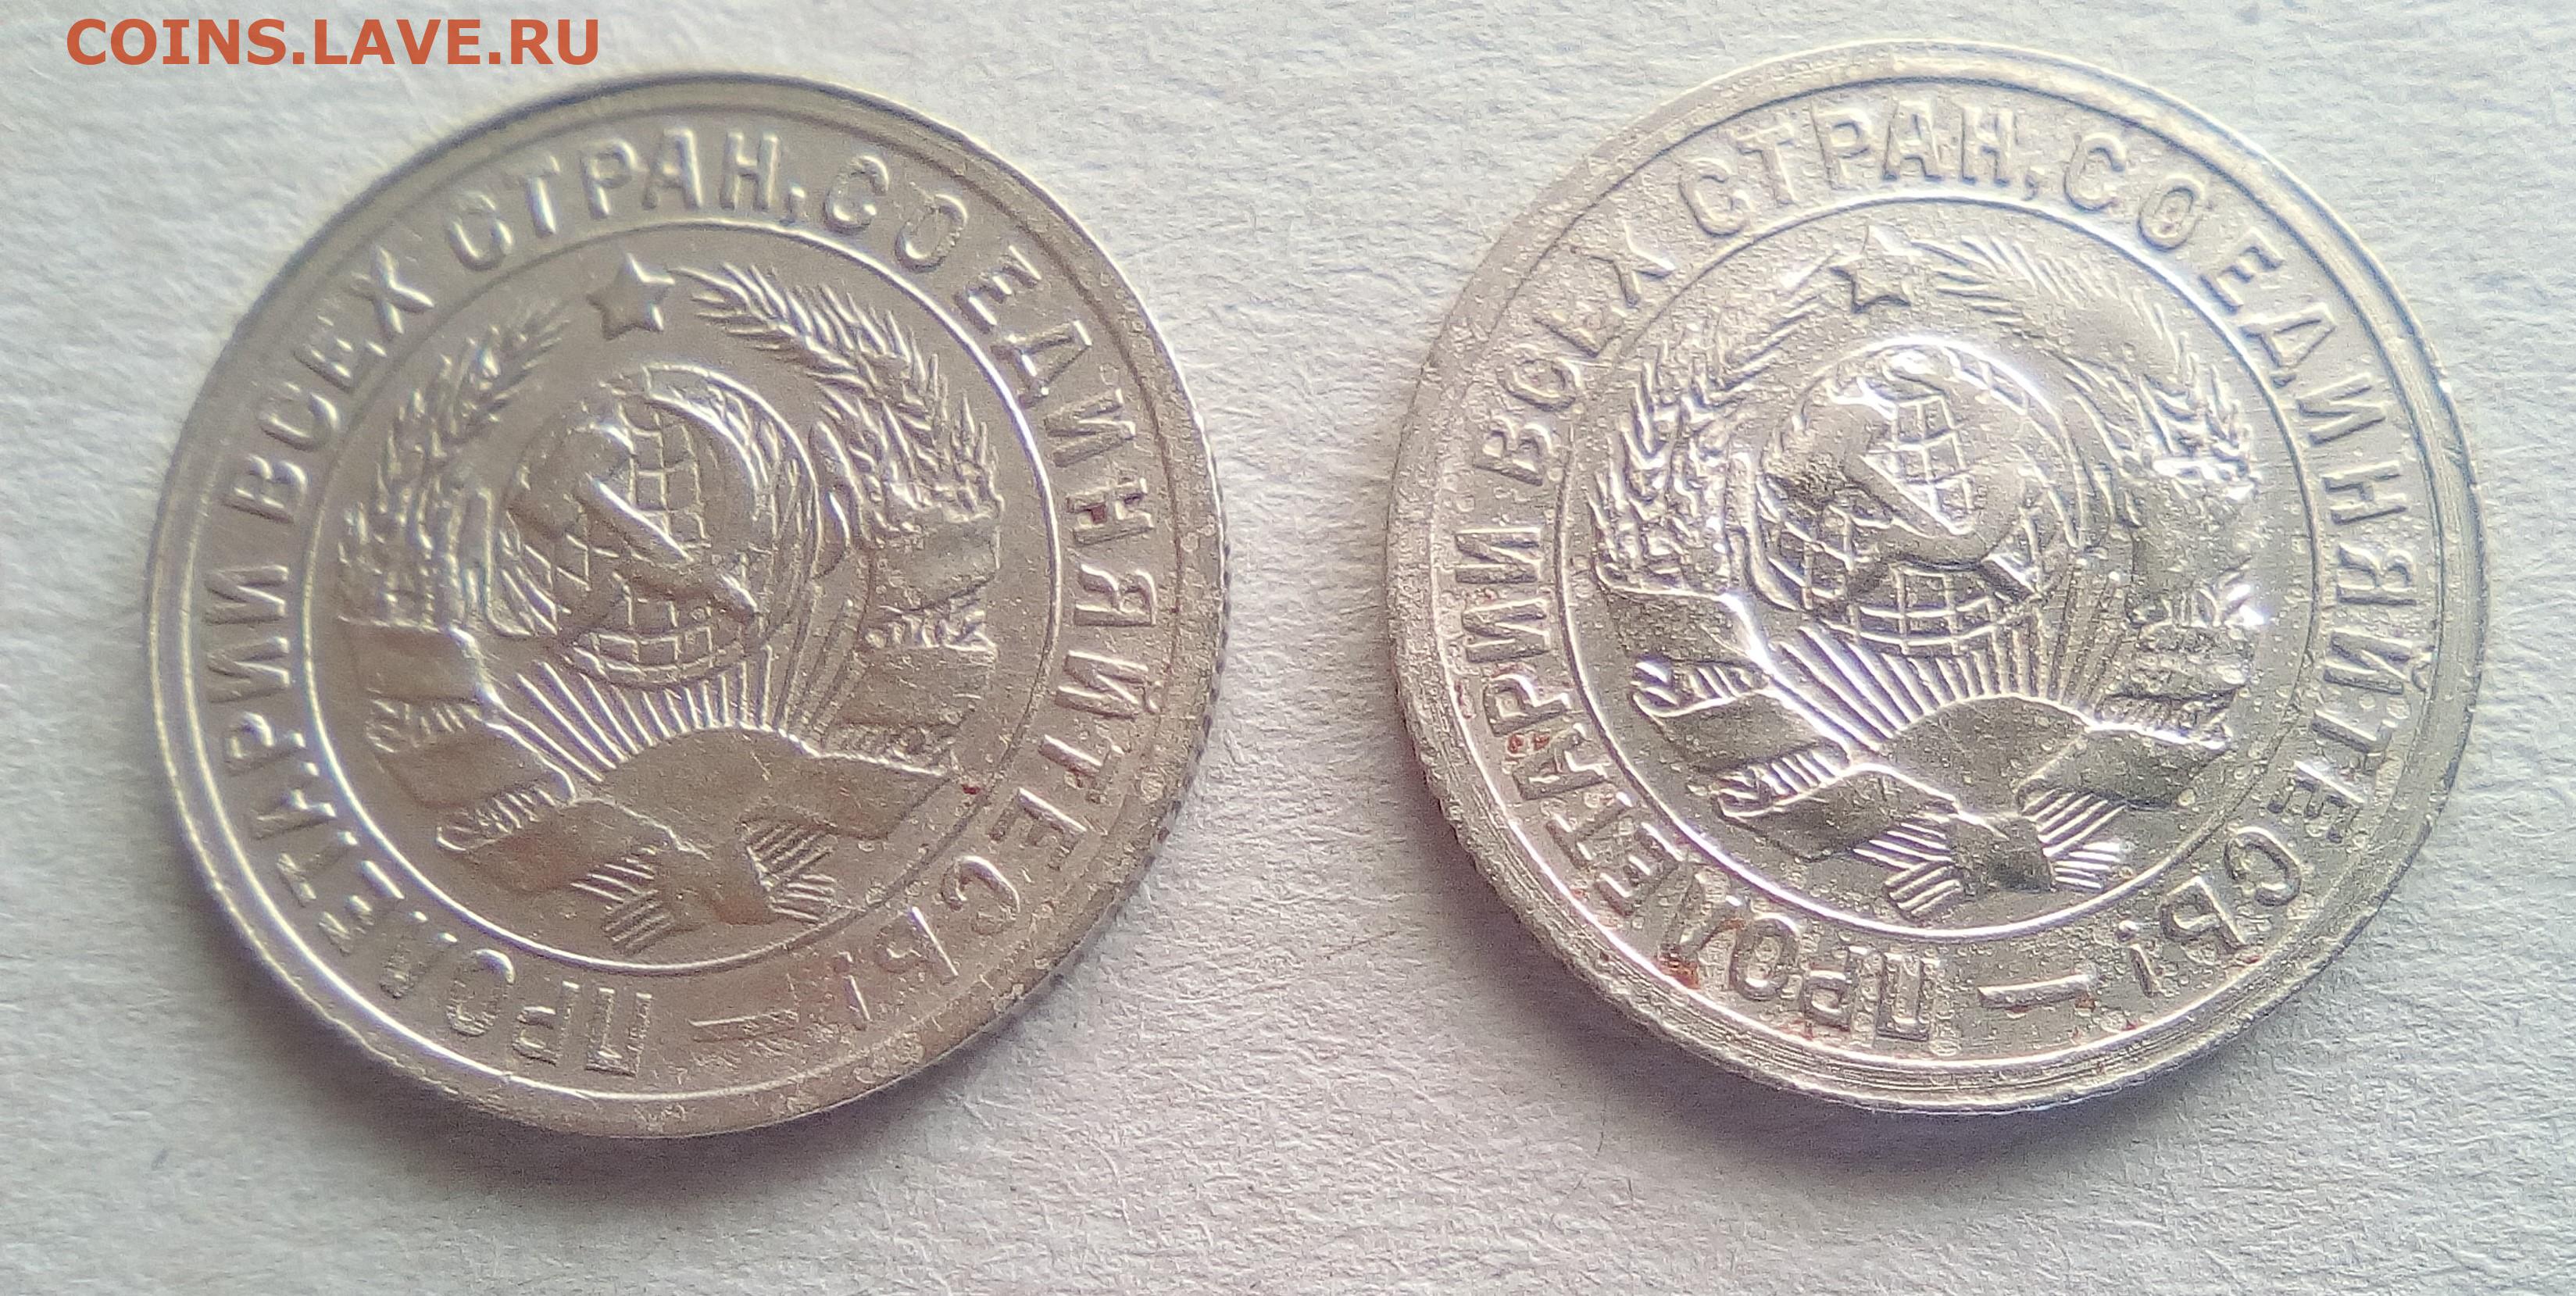 COINS.LAVE.RU
ПРОЛЕТАРИИ ВСЕХ СТРАН, СОЕДИНЯЙТЕСЬ! —
ПРОЛЕТАРИИ ВСЕХ СТРАН, СОЕДИНЯЙТЕСЬ! —